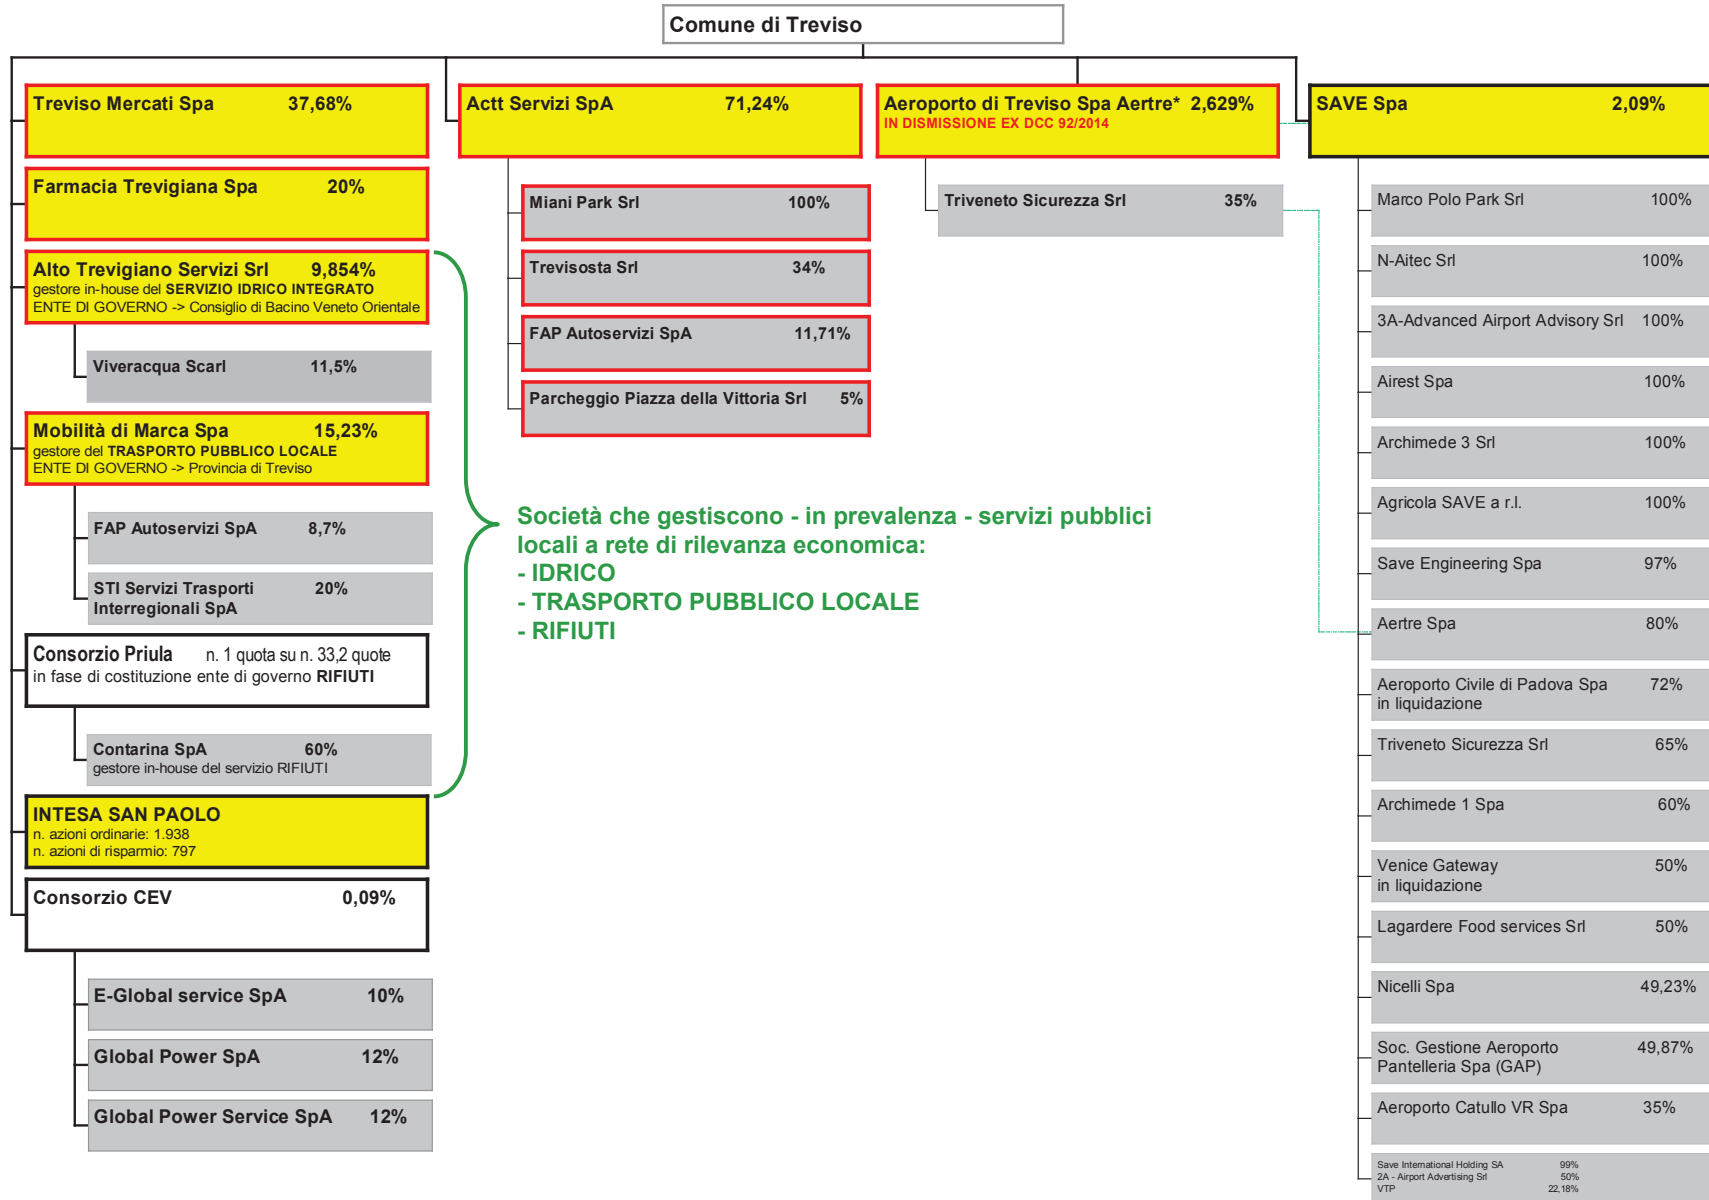 Comune di Treviso
Treviso Mercati Spa 37,68%
Farmacia Trevigiana Spa 20%
Alto Trevigiano Servizi Srl 9,854%
gestore in-house del SERVIZIO IDRICO INTEGRATO
ENTE DI GOVERNO -> Consiglio di Bacino Veneto Orientale
Viveracqua Scarl 11,5%
Mobilità di Marca Spa 15,23%
gestore del TRASPORTO PUBBLICO LOCALE
ENTE DI GOVERNO -> Provincia di Treviso
FAP Autoservizi SpA 8,7%
STI Servizi Trasporti 20%
Interregionali SpA
Consorzio Priula n. 1 quota su n. 33,2 quote
in fase di costituzione ente di governo RIFIUTI
Contarina SpA 60%
gestore in-house del servizio RIFIUTI
INTESA SAN PAOLO
n. azioni ordinarie: 1.938
n. azioni di risparmio: 797
Consorzio CEV 0,09%
E-Global service SpA 10%
Global Power SpA 12%
Global Power Service SpA 12%
Actt Servizi SpA 71,24%
Miani Park Srl 100%
Trevisosta Srl 34%
FAP Autoservizi SpA 11,71%
Parcheggio Piazza della Vittoria Srl 5%
Società che gestiscono - in prevalenza - servizi pubblici
locali a rete di rilevanza economica:
- IDRICO
- TRASPORTO PUBBLICO LOCALE
- RIFIUTI
Aeroporto di Treviso Spa Aertre* 2,629%
IN DISMISSIONE EX DCC 92/2014
Triveneto Sicurezza Srl 35%
SAVE Spa 2,09%
Marco Polo Park Srl 100%
N-Aitec Srl 100%
3A-Advanced Airport Advisory Srl 100%
Airest Spa 100%
Archimede 3 Srl 100%
Agricola SAVE a r.l. 100%
Save Engineering Spa 97%
Aertre Spa 80%
Aeroporto Civile di Padova Spa 72%
in liquidazione
Triveneto Sicurezza Srl 65%
Archimede 1 Spa 60%
Venice Gateway 50%
in liquidazione
Lagardere Food services Srl 50%
Nicelli Spa 49,23%
Soc. Gestione Aeroporto 49,87%
Pantelleria Spa (GAP)
Aeroporto Catullo VR Spa 35%
Save International Holding SA 99%
2A - Airport Advertising Srl 50%
VTP 22,18%